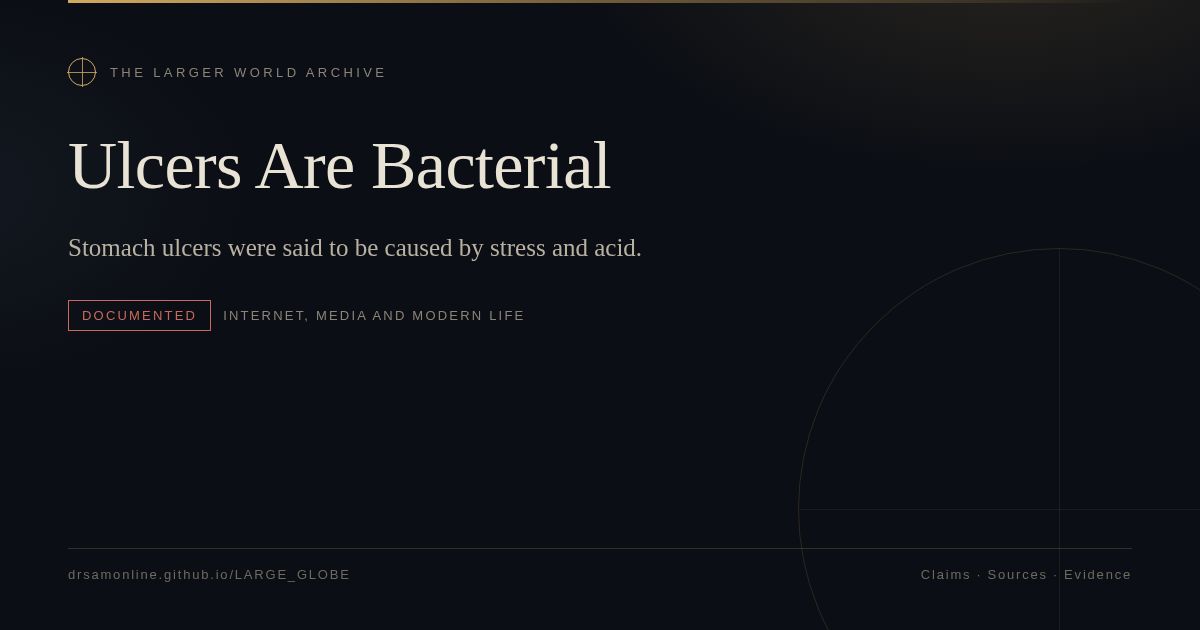 THE LARGER WORLD ARCHIVE
Ulcers Are Bacterial
Stomach ulcers were said to be caused by stress and acid.
DOCUMENTED INTERNET, MEDIA AND MODERN LIFE
drsamonline.github.io/LARGE_GLOBE Claims · Sources · Evidence